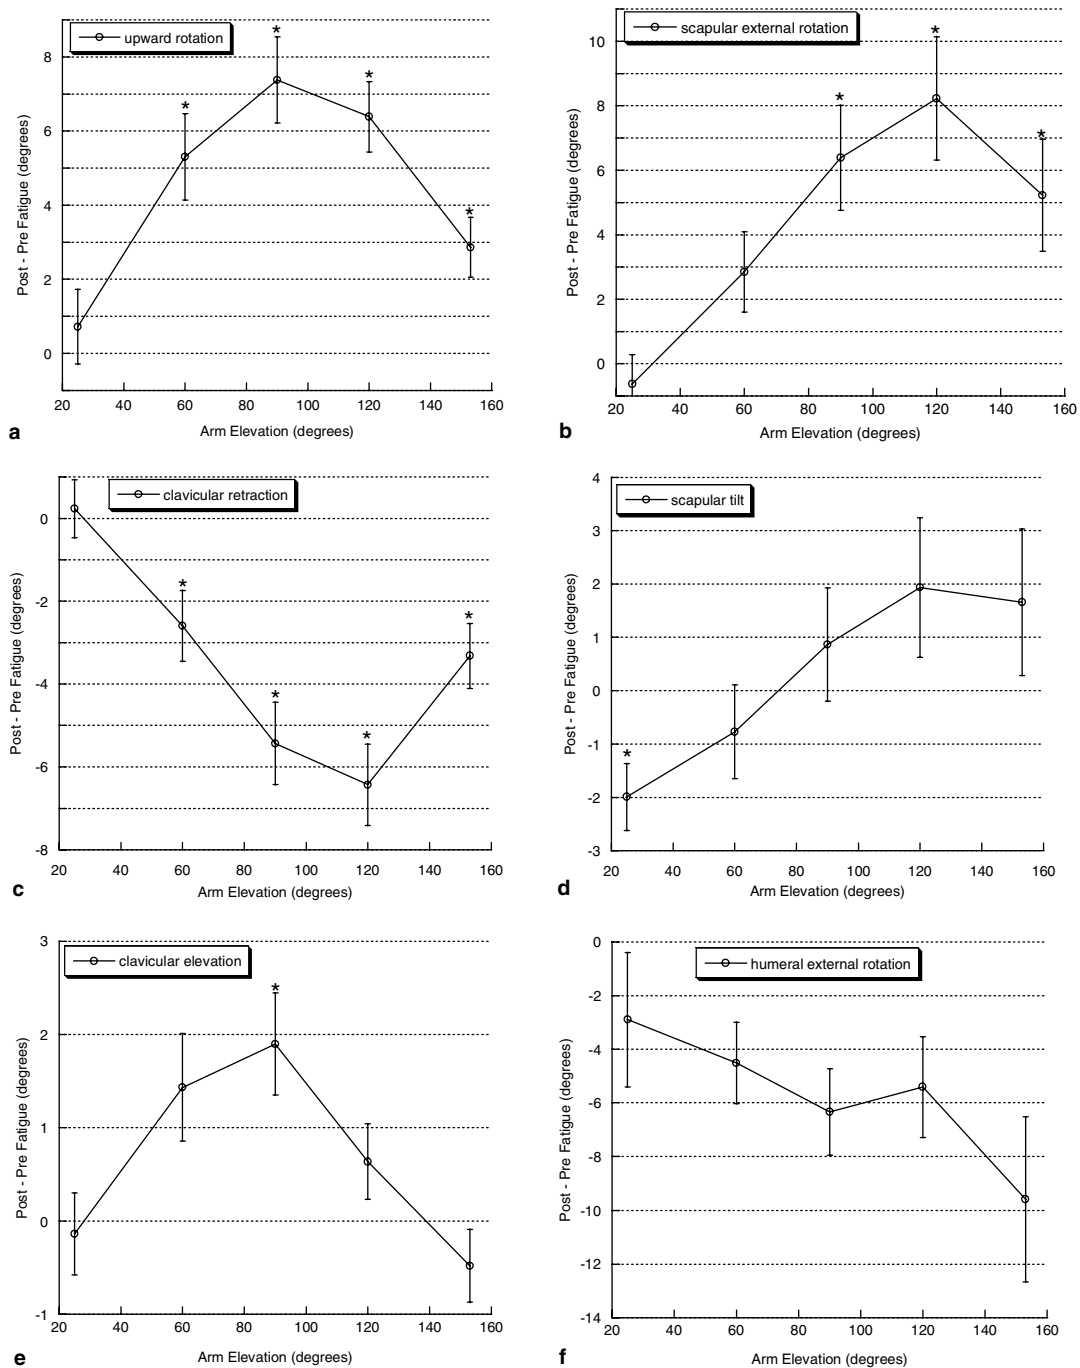 upward rotation
*
*
*
*
8
6
4
2
0
Post - Pre Fatigue (degrees)
20 40 60 80 100 120 140 160
Arm Elevation (degrees)
a
scapular external rotation
*
*
*
10
8
6
4
2
0
Post - Pre Fatigue (degrees)
20 40 60 80 100 120 140 160
Arm Elevation (degrees)
b
clavicular retraction
*
*
*
*
0
-2
-4
-6
-8
Post - Pre Fatigue (degrees)
20 40 60 80 100 120 140 160
Arm Elevation (degrees)
c
scapular tilt
*
4
3
2
1
0
-1
-2
-3
Post - Pre Fatigue (degrees)
20 40 60 80 100 120 140 160
Arm Elevation (degrees)
d
clavicular elevation
*
3
2
1
0
-1
Post - Pre Fatigue (degrees)
20 40 60 80 100 120 140 160
Arm Elevation (degrees)
e
humeral external rotation
0
-2
-4
-6
-8
-10
-12
-14
Post - Pre Fatigue (degrees)
20 40 60 80 100 120 140 160
Arm Elevation (degrees)
f